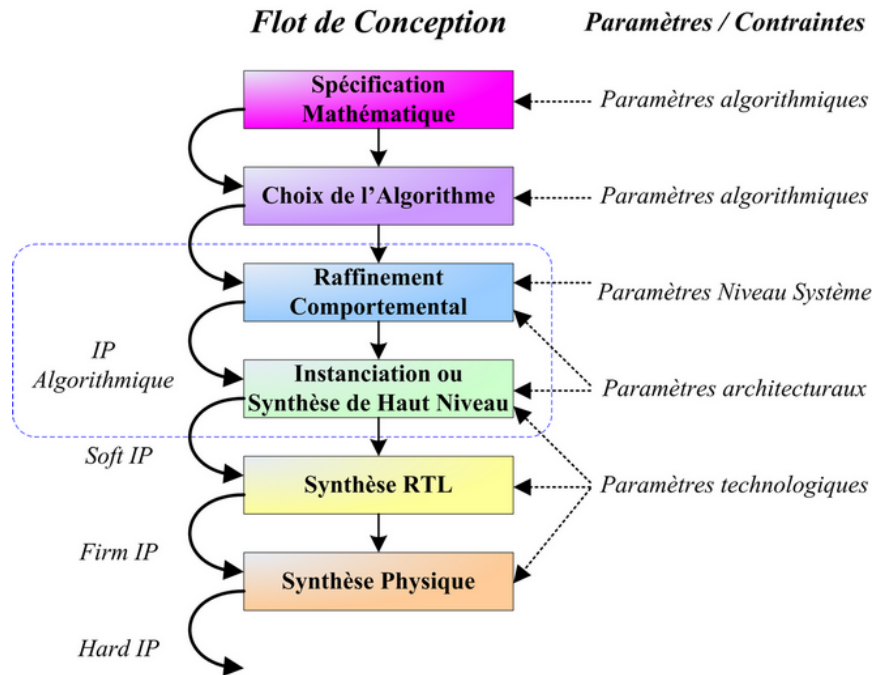 Flot de Conception
Paramètres / Contraintes
Spécification
Mathématique
Paramètres algorithmiques
Choix de l'Algorithme
Paramètres algorithmiques
Raffinement
Comportemental
Paramètres Niveau Système
IP
Algorithmique
Instanciation ou
Synthèse de Haut Niveau
Paramètres architecturaux
Soft IP
Synthèse RTL
Paramètres technologiques
Firm IP
Synthèse Physique
Hard IP